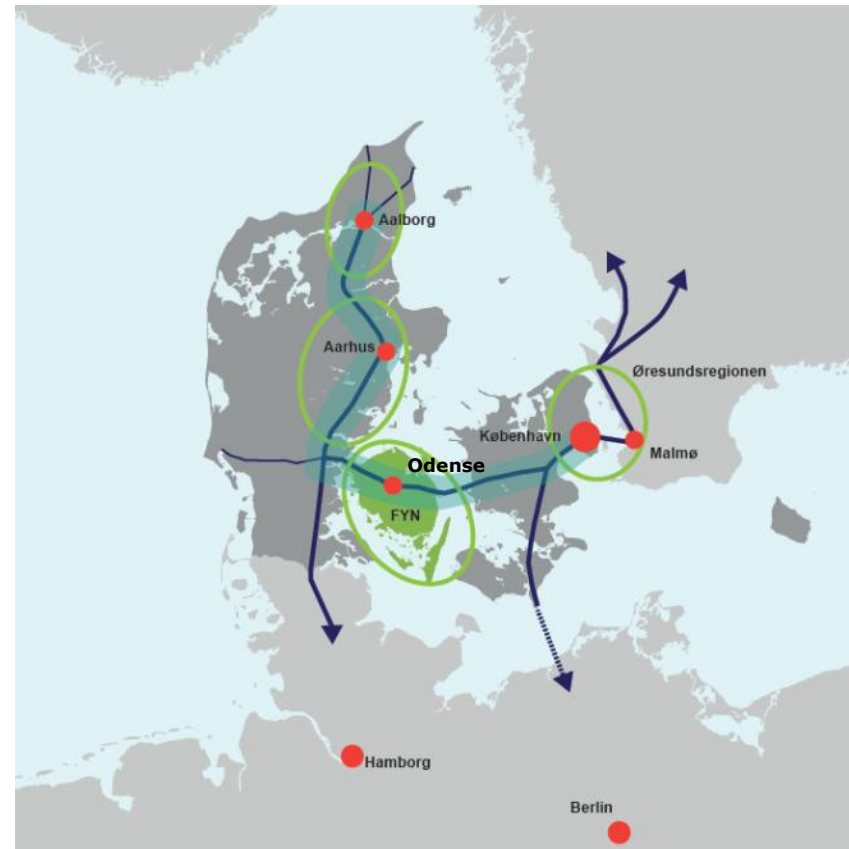 Aalborg
Aarhus
Øresundsregionen
København
Malmø
Odense
FYN
Hamborg
Berlin